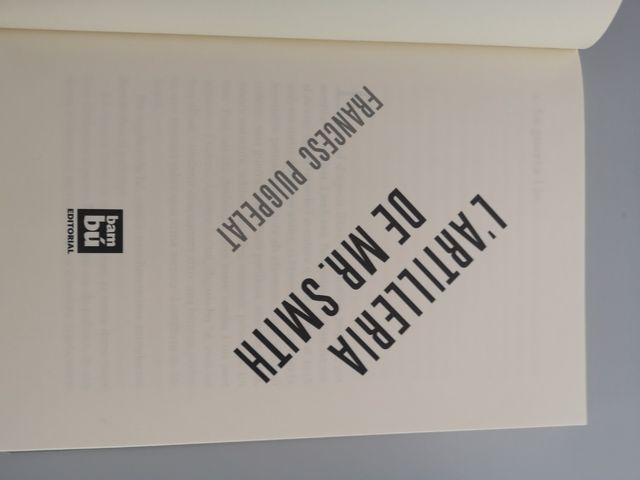 L'ARTILLERIA
DE MR. SMITH
FRANCESC PUIGPELAT
bam
bú
EDITORIAL